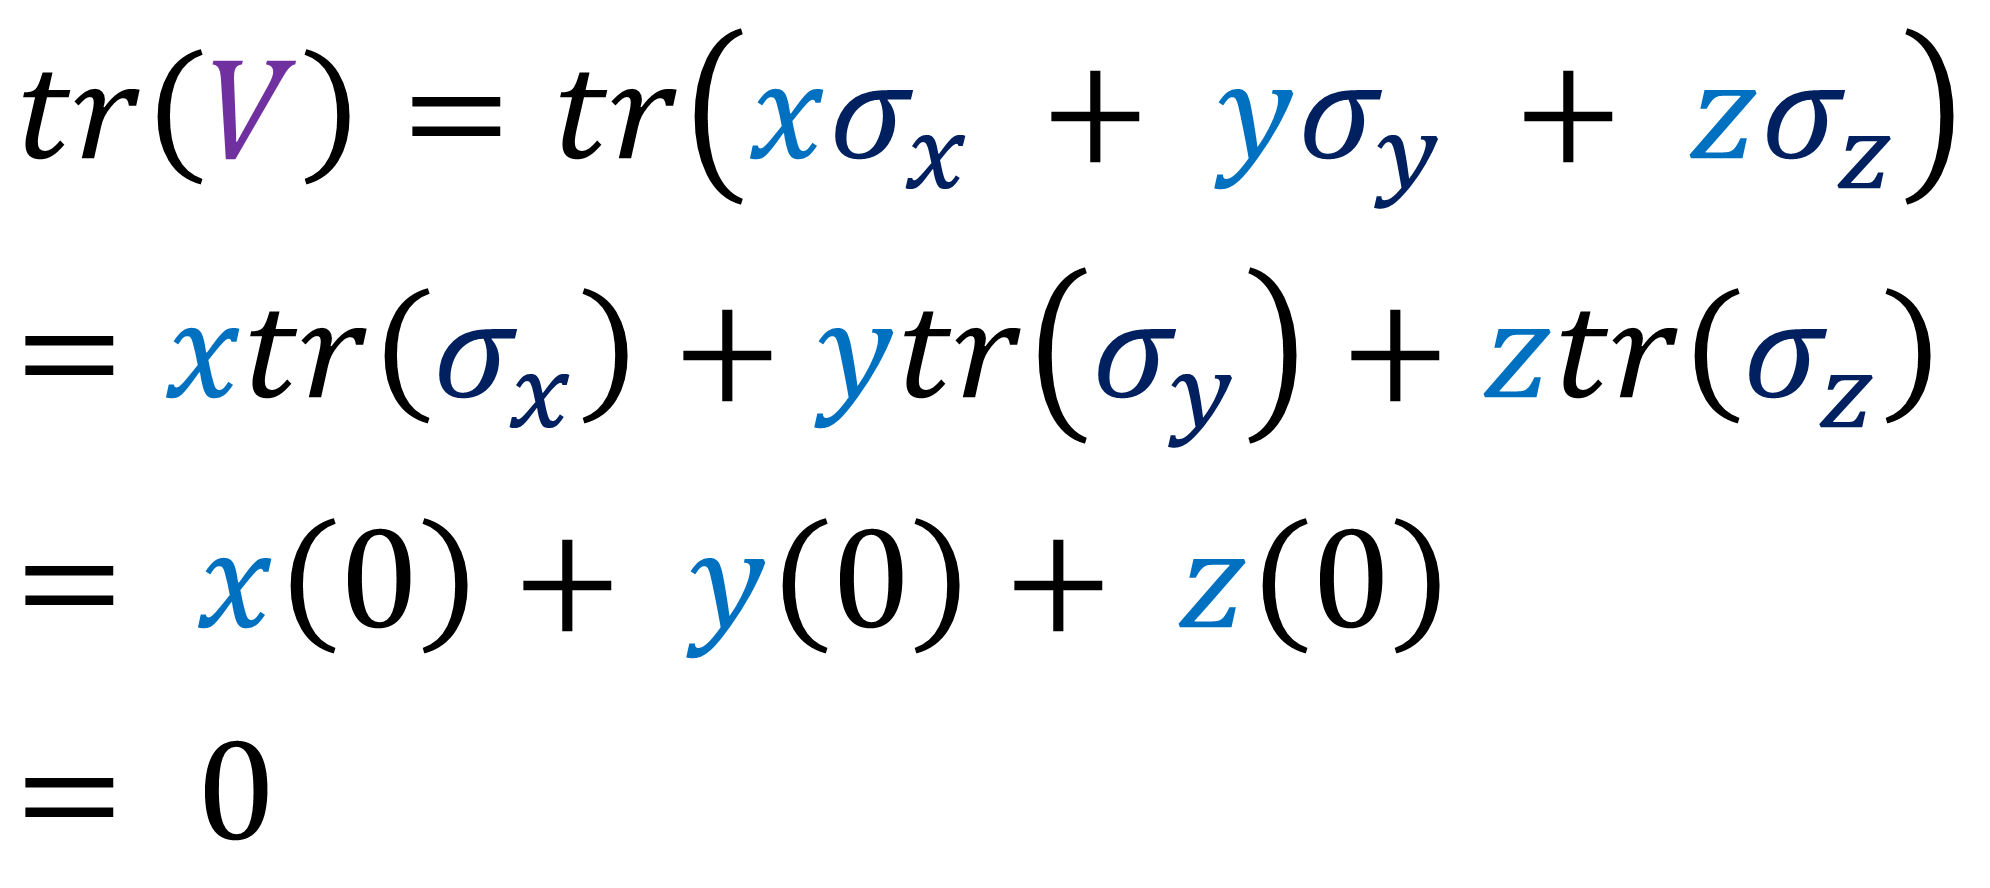 tr(V) = tr(xσ_x + yσ_y + zσ_z)
= xtr(σ_x) + ytr(σ_y) + ztr(σ_z)
= x(0) + y(0) + z(0)
= 0